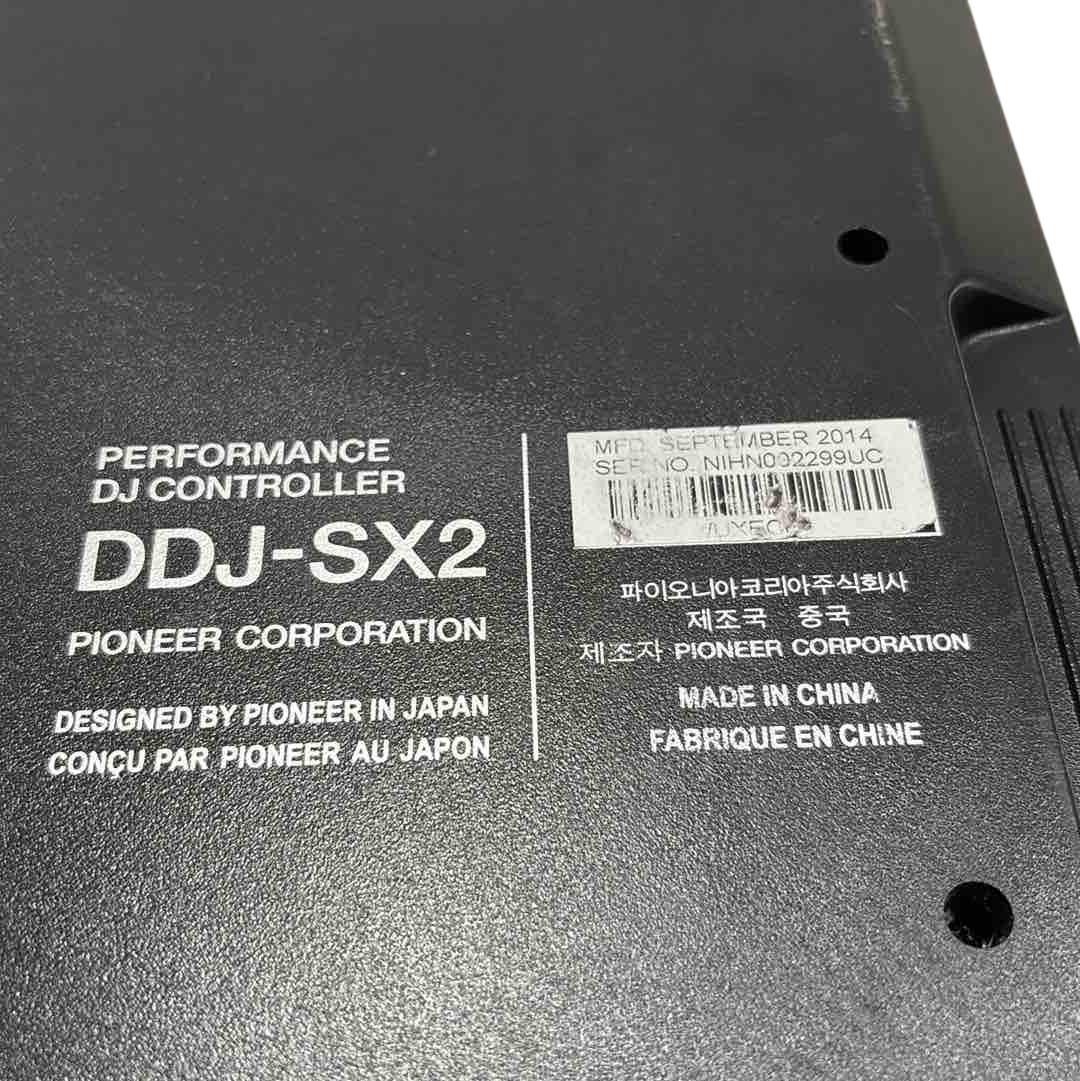 PERFORMANCE
DJ CONTROLLER
DDJ-SX2
PIONEER CORPORATION
DESIGNED BY PIONEER IN JAPAN
CONÇU PAR PIONEER AU JAPON
MFD. SEPTEMBER 2014
SER. NO. NIHN002299UC
파이오니아코리아주식회사
제조국 중국
제조자 PIONEER CORPORATION
MADE IN CHINA
FABRIQUE EN CHINE